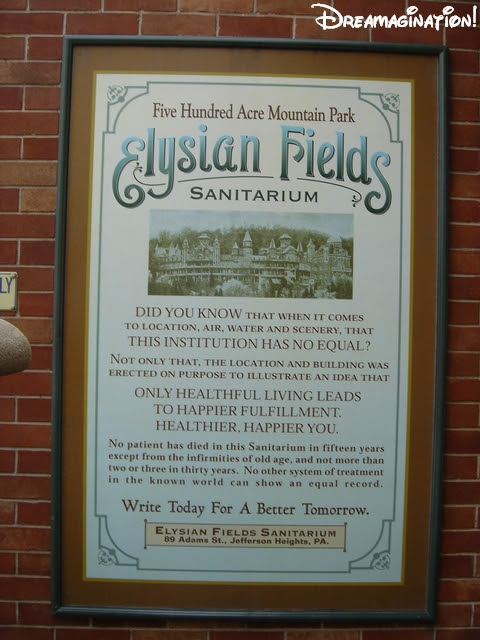 Dreamagination!
Five Hundred Acre Mountain Park
Elysian Fields
SANITARIUM
LY
DID YOU KNOW THAT WHEN IT COMES
TO LOCATION, AIR, WATER AND SCENERY, THAT
THIS INSTITUTION HAS NO EQUAL?
NOT ONLY THAT, THE LOCATION AND BUILDING WAS
ERECTED ON PURPOSE TO ILLUSTRATE AN IDEA THAT
ONLY HEALTHFUL LIVING LEADS
TO HAPPIER FULFILLMENT.
HEALTHIER, HAPPIER YOU.
No patient has died in this Sanitarium in fifteen years
except from the infirmities of old age, and not more than
two or three in thirty years. No other system of treatment
in the known world can show an equal record.
Write Today For A Better Tomorrow.
ELYSIAN FIELDS SANITARIUM
89 Adams St., Jefferson Heights, PA.